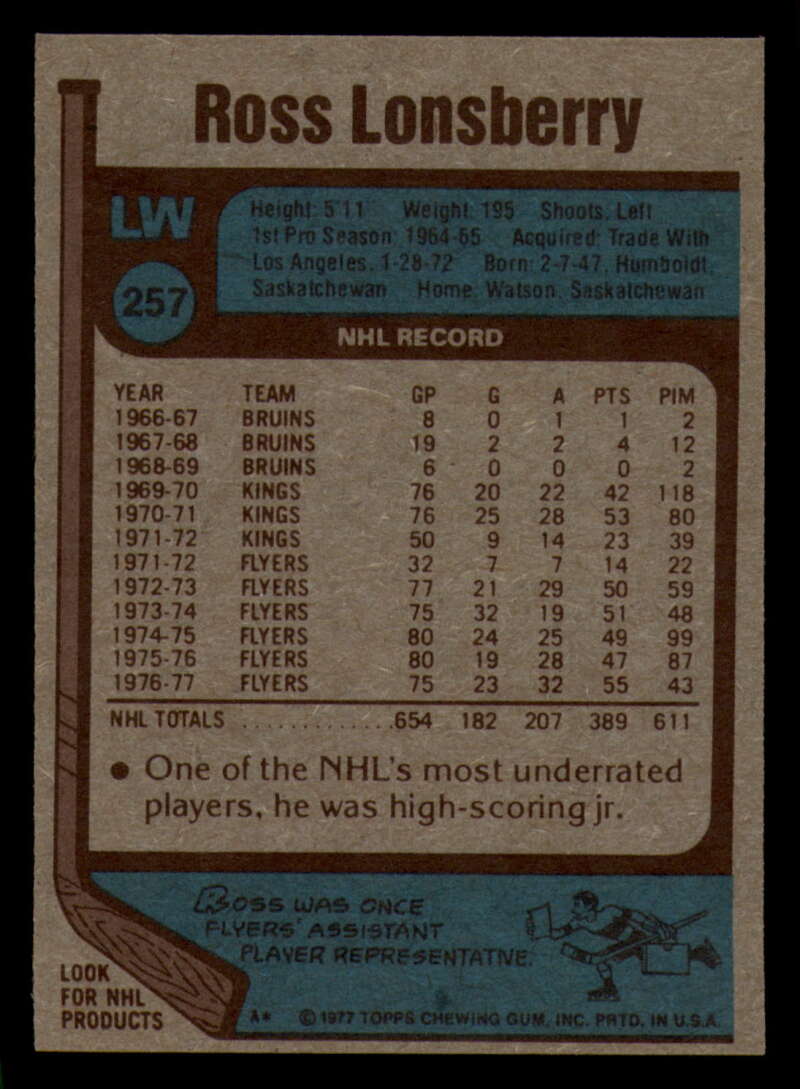 Ross Lonsberry
LW
257
Height: 5'11 Weight: 195 Shoots: Left
1st Pro Season: 1964-65 Acquired: Trade With
Los Angeles, 1-28-72 Born: 2-7-47, Humboldt,
Saskatchewan Home: Watson, Saskatchewan
NHL RECORD
YEAR TEAM GP G A PTS PIM
1966-67 BRUINS 8 0 1 1 2
1967-68 BRUINS 19 2 2 4 12
1968-69 BRUINS 6 0 0 0 2
1969-70 KINGS 76 20 22 42 118
1970-71 KINGS 76 25 28 53 80
1971-72 KINGS 50 9 14 23 39
1971-72 FLYERS 32 7 7 14 22
1972-73 FLYERS 77 21 29 50 59
1973-74 FLYERS 75 32 19 51 48
1974-75 FLYERS 80 24 25 49 99
1975-76 FLYERS 80 19 28 47 87
1976-77 FLYERS 75 23 32 55 43
NHL TOTALS .............654 182 207 389 611
• One of the NHL's most underrated
players, he was high-scoring jr.
ROSS WAS ONCE
FLYERS' ASSISTANT
PLAYER REPRESENTATIVE.
LOOK
FOR NHL
PRODUCTS
A* © 1977 TOPPS CHEWING GUM, INC. PRTD. IN U.S.A.